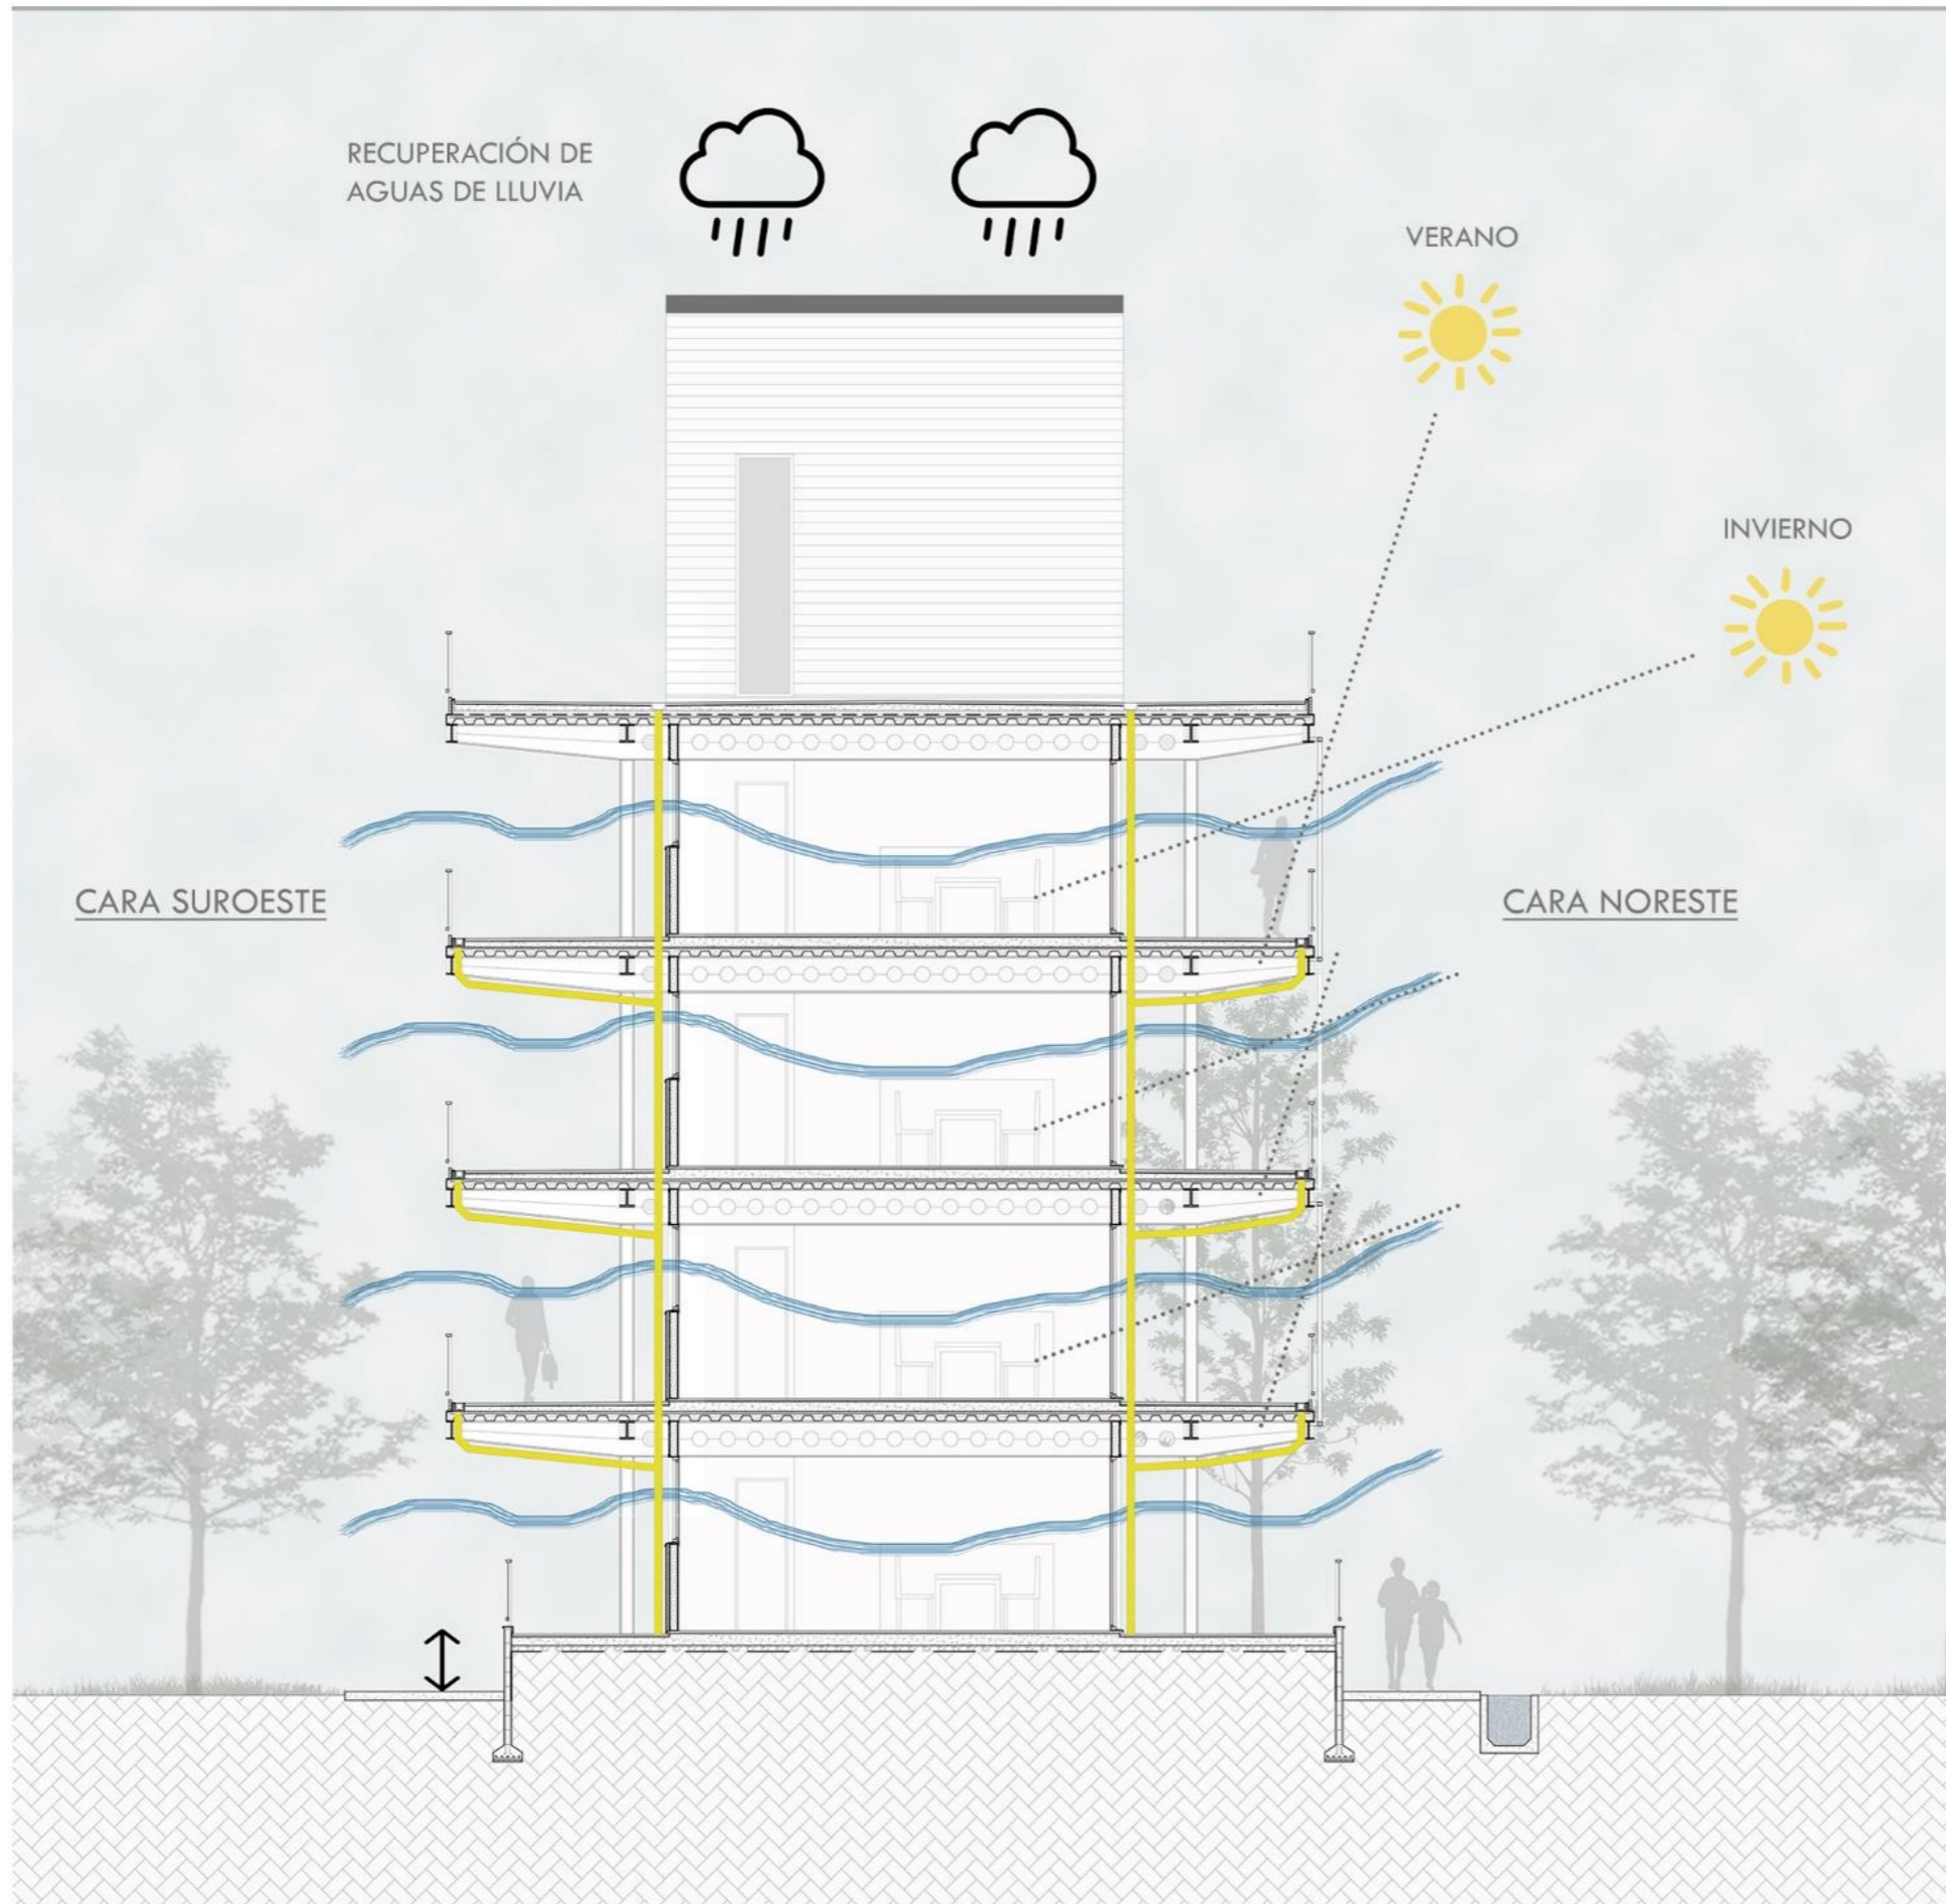 RECUPERACIÓN DE
AGUAS DE LLUVIA
VERANO
INVIERNO
CARA SUROESTE
CARA NORESTE